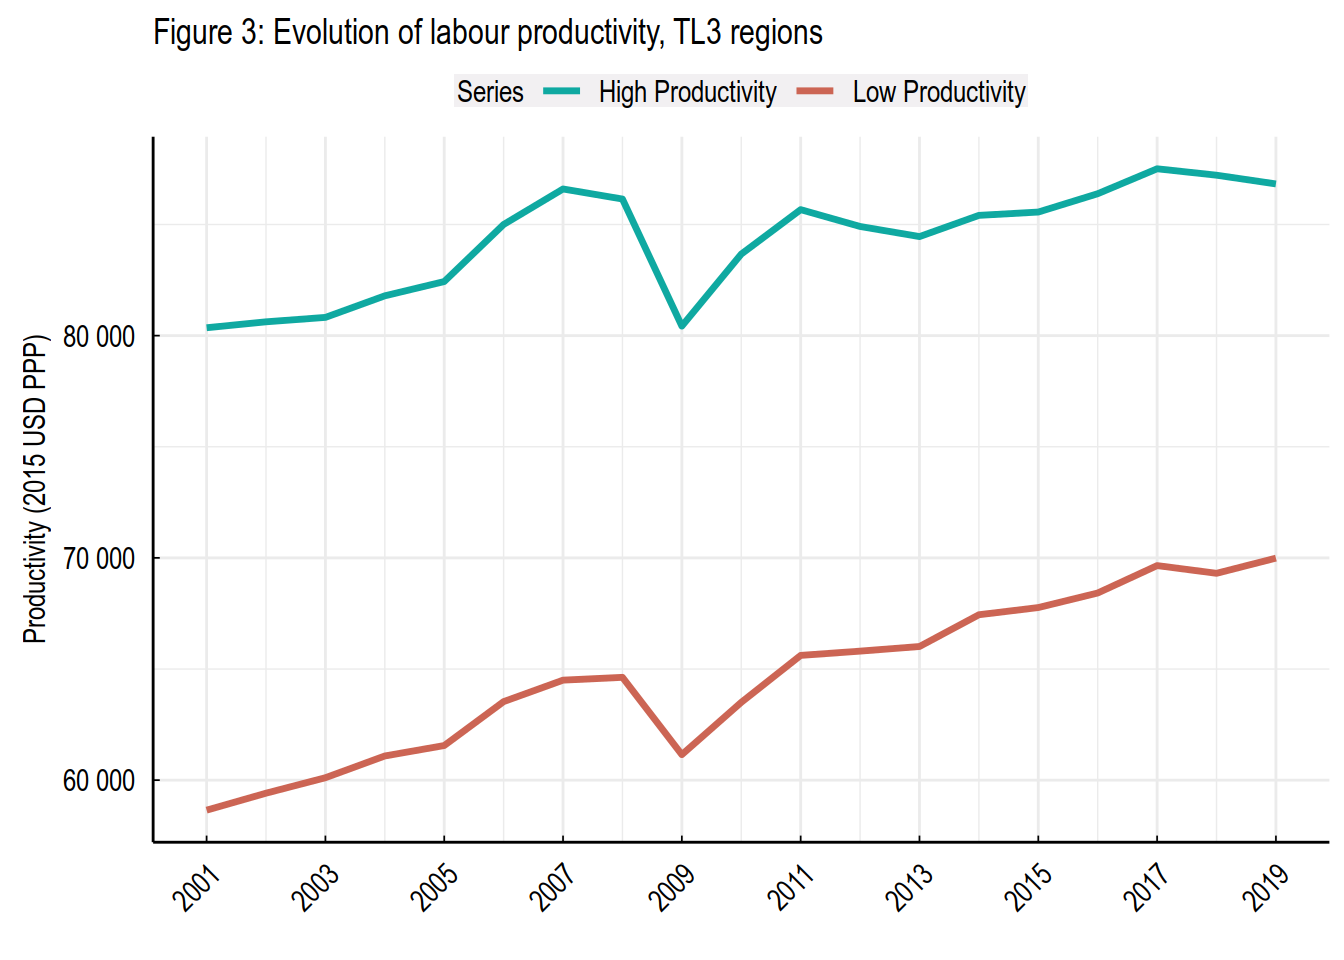 Figure 3: Evolution of labour productivity, TL3 regions
Series High Productivity Low Productivity
Productivity (2015 USD PPP)
80 000
70 000
60 000
2001 2003 2005 2007 2009 2011 2013 2015 2017 2019